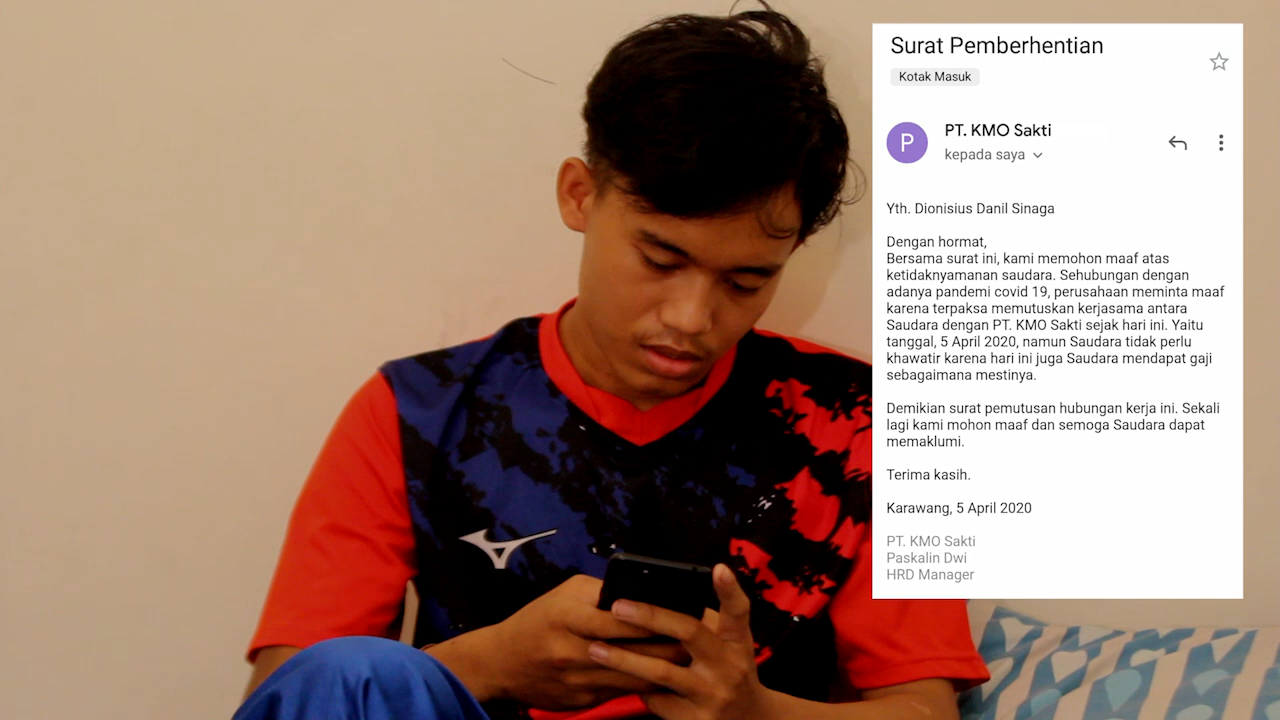 Surat Pemberhentian
Kotak Masuk
P
PT. KMO Sakti
kepada saya
Yth. Dionisius Danil Sinaga
Dengan hormat,
Bersama surat ini, kami memohon maaf atas
ketidaknyamanan saudara. Sehubungan dengan
adanya pandemi covid 19, perusahaan meminta maaf
karena terpaksa memutuskan kerjasama antara
Saudara dengan PT. KMO Sakti sejak hari ini. Yaitu
tanggal, 5 April 2020, namun Saudara tidak perlu
khawatir karena hari ini juga Saudara mendapat gaji
sebagaimana mestinya.
Demikian surat pemutusan hubungan kerja ini. Sekali
lagi kami mohon maaf dan semoga Saudara dapat
memaklumi.
Terima kasih.
Karawang, 5 April 2020
PT. KMO Sakti
Paskalin Dwi
HRD Manager